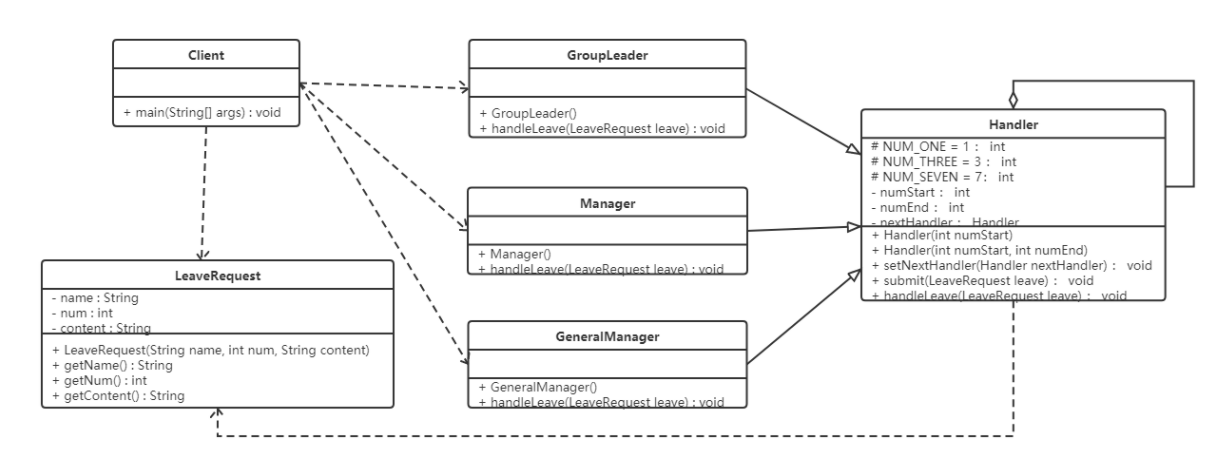 Client
+ main(String[] args) : void
GroupLeader
+ GroupLeader()
+ handleLeave(LeaveRequest leave) : void
Handler
# NUM_ONE = 1 : int
# NUM_THREE = 3 : int
# NUM_SEVEN = 7 : int
- numStart : int
- numEnd : int
- nextHandler : Handler
+ Handler(int numStart)
+ Handler(int numStart, int numEnd)
+ setNextHandler(Handler nextHandler) : void
+ submit(LeaveRequest leave) : void
+ handleLeave(LeaveRequest leave) : void
Manager
+ Manager()
+ handleLeave(LeaveRequest leave) : void
LeaveRequest
- name : String
- num : int
- content : String
+ LeaveRequest(String name, int num, String content)
+ getName() : String
+ getNum() : int
+ getContent() : String
GeneralManager
+ GeneralManager()
+ handleLeave(LeaveRequest leave) : void